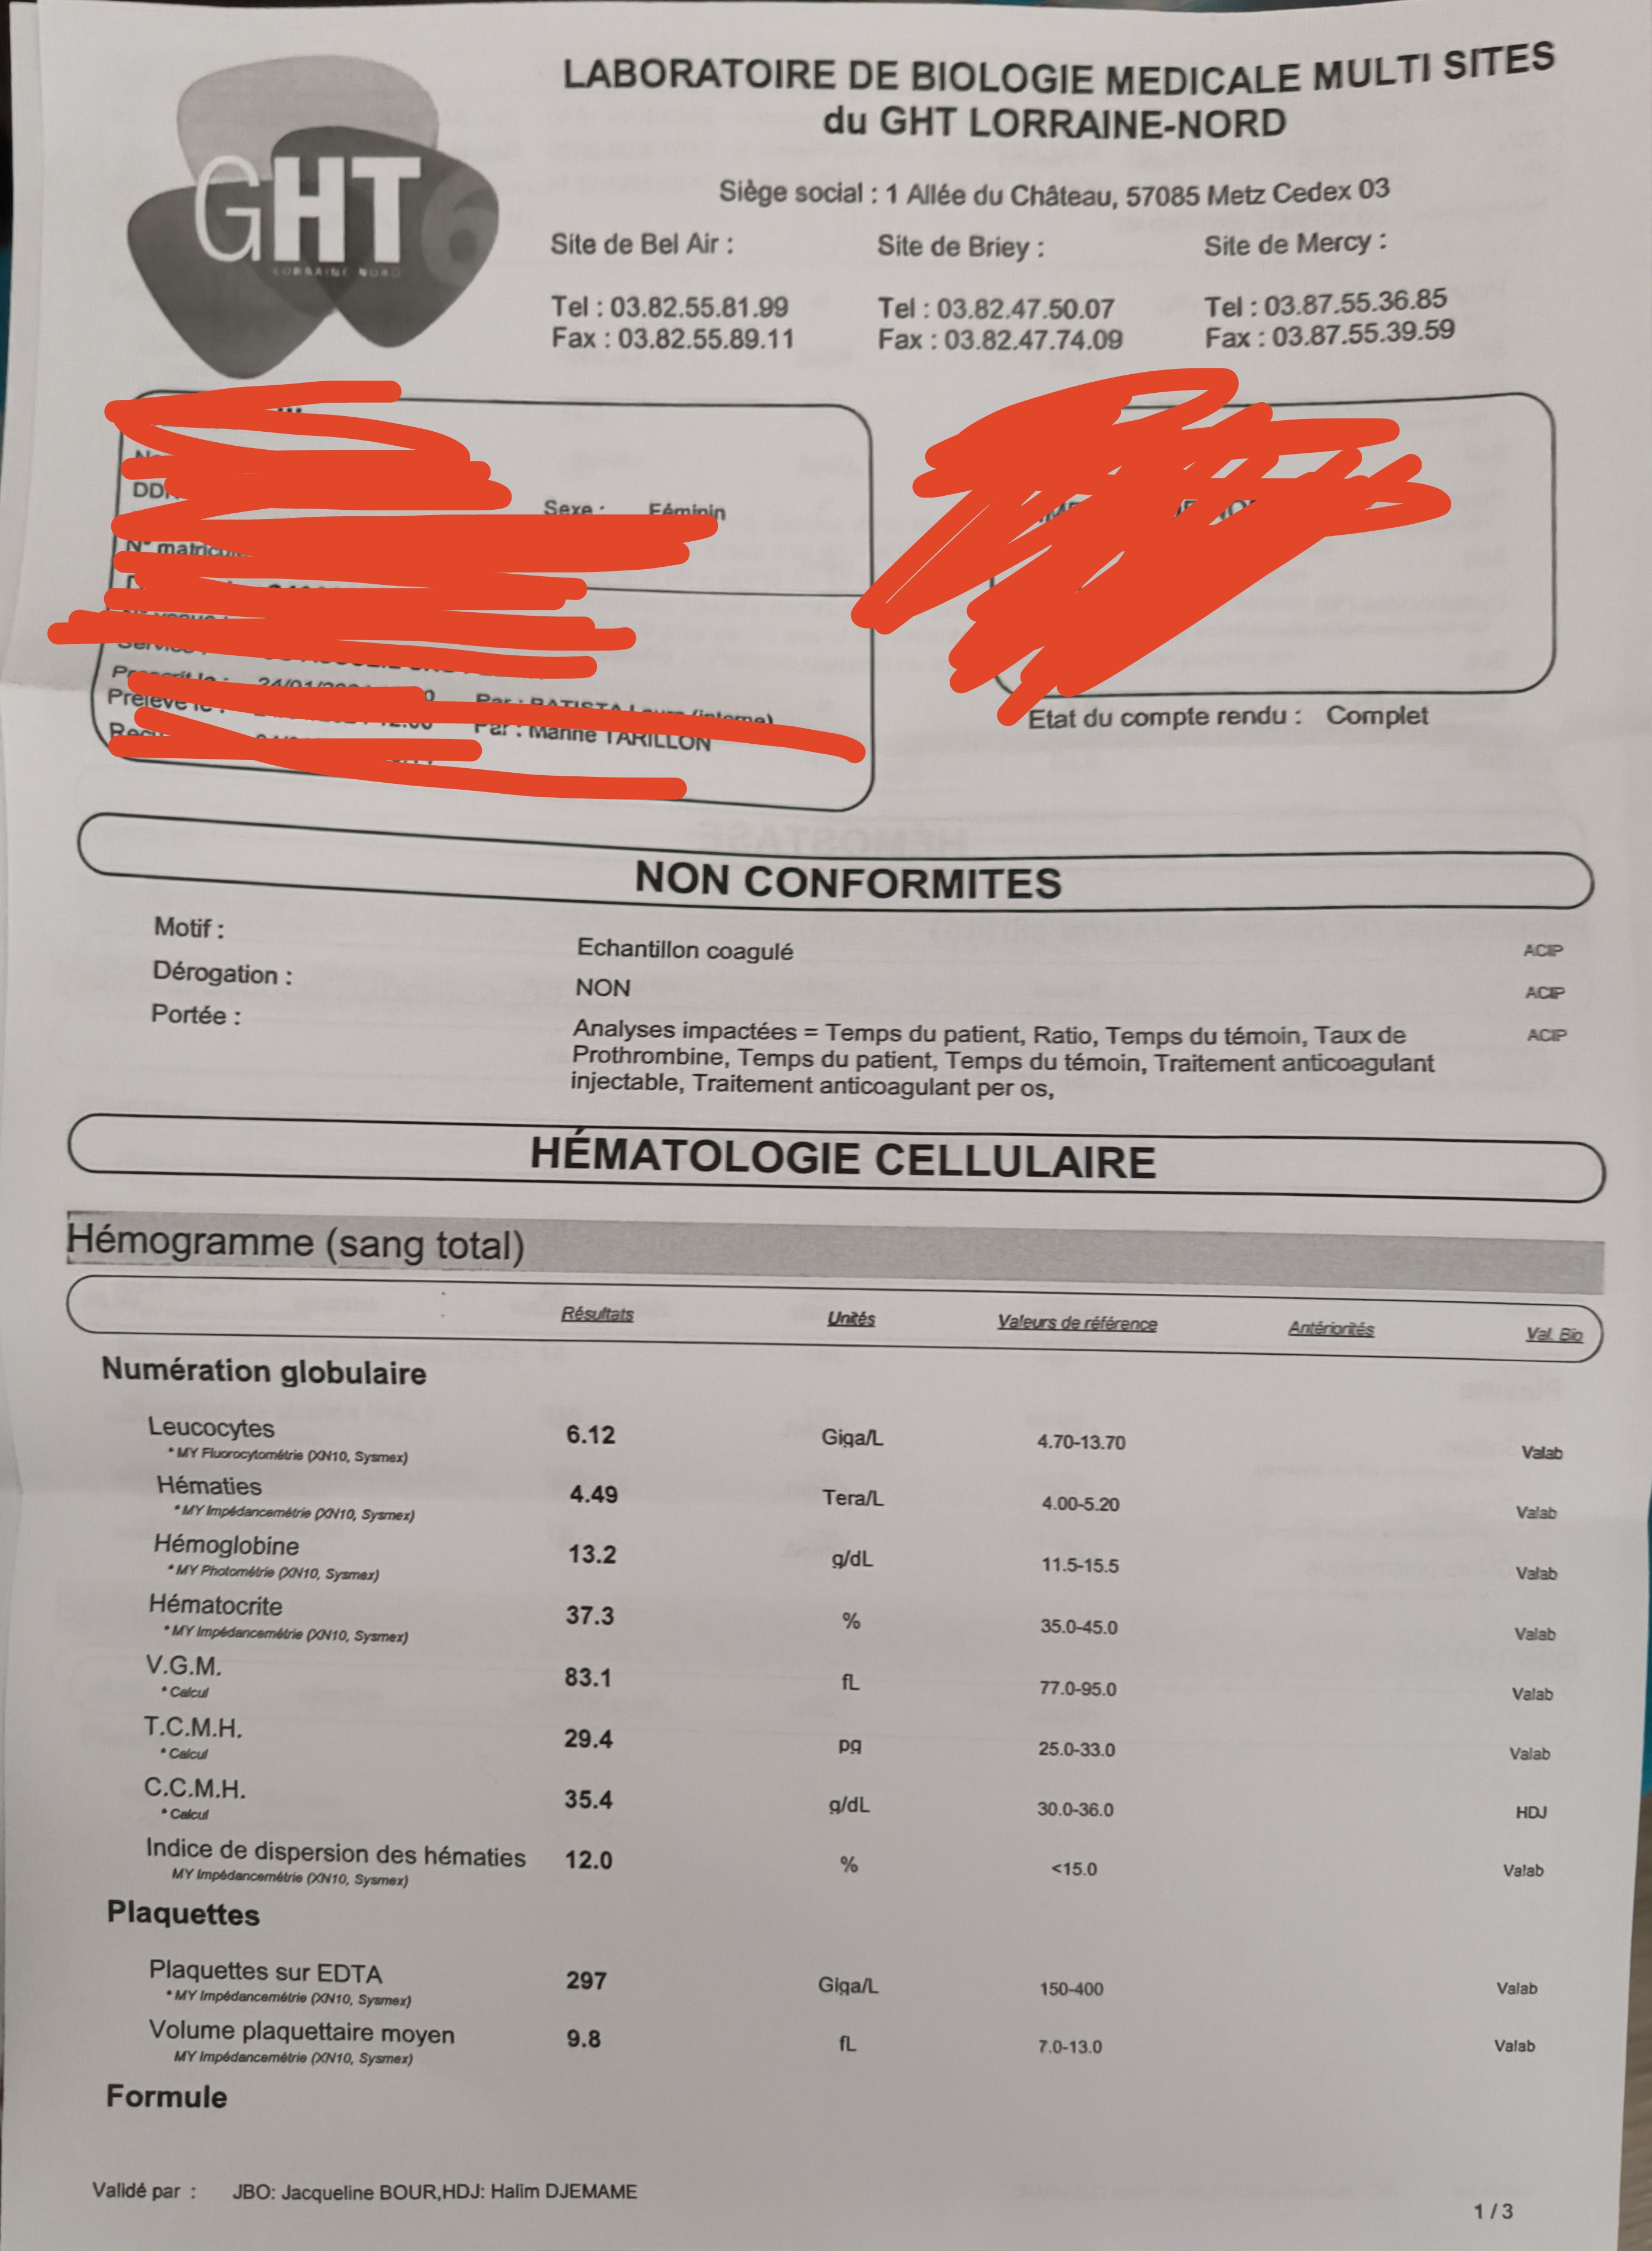 LABORATOIRE DE BIOLOGIE MEDICALE MULTI SITES
du GHT LORRAINE-NORD
GHT 6
LORRAINE NORD
Siège social : 1 Allée du Château, 57085 Metz Cedex 03
Site de Bel Air : Site de Briey : Site de Mercy :
Tel : 03.82.55.81.99 Tel : 03.82.47.50.07 Tel : 03.87.55.36.85
Fax : 03.82.55.89.11 Fax : 03.82.47.74.09 Fax : 03.87.55.39.59
Sexe : Féminin
N° matricule
Par :
Prélevé le : Par : Marine TARILLON
Etat du compte rendu : Complet
NON CONFORMITES
Motif : Echantillon coagulé ACIP
Dérogation : NON ACIP
Portée : Analyses impactées = Temps du patient, Ratio, Temps du témoin, Taux de ACIP
Prothrombine, Temps du patient, Temps du témoin, Traitement anticoagulant
injectable, Traitement anticoagulant per os,
HÉMATOLOGIE CELLULAIRE
Hémogramme (sang total)
Résultats Unités Valeurs de référence Antériorités Val. Bio
Numération globulaire
Leucocytes 6.12 Giga/L 4.70-13.70 Valab
* MY Fluorocytométrie (XN10, Sysmex)
Hématies 4.49 Tera/L 4.00-5.20 Valab
* MY Impédancemétrie (XN10, Sysmex)
Hémoglobine 13.2 g/dL 11.5-15.5 Valab
* MY Photométrie (XN10, Sysmex)
Hématocrite 37.3 % 35.0-45.0 Valab
* MY Impédancemétrie (XN10, Sysmex)
V.G.M. 83.1 fL 77.0-95.0 Valab
* Calcul
T.C.M.H. 29.4 pg 25.0-33.0 Valab
* Calcul
C.C.M.H. 35.4 g/dL 30.0-36.0 HDJ
* Calcul
Indice de dispersion des hématies 12.0 % <15.0 Valab
MY Impédancemétrie (XN10, Sysmex)
Plaquettes
Plaquettes sur EDTA 297 Giga/L 150-400 Valab
* MY Impédancemétrie (XN10, Sysmex)
Volume plaquettaire moyen 9.8 fL 7.0-13.0 Valab
MY Impédancemétrie (XN10, Sysmex)
Formule
Validé par : JBO: Jacqueline BOUR,HDJ: Halim DJEMAME
1 / 3